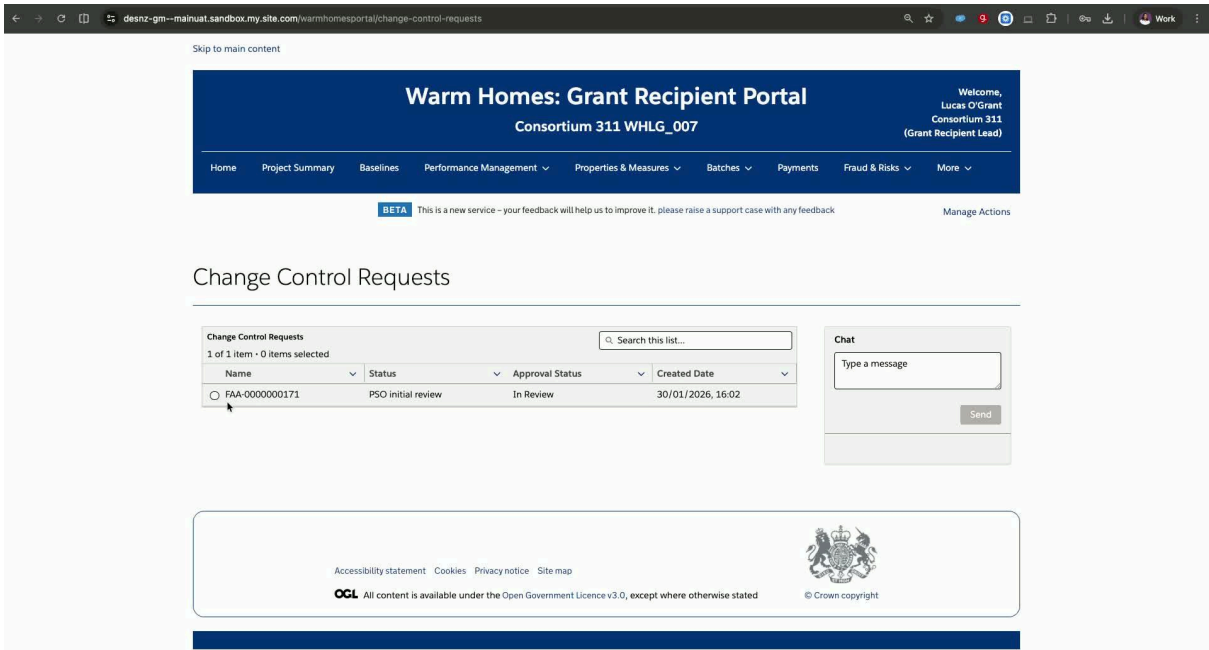 desnz-gm--mainuat.sandbox.my.site.com/warmhomesportal/change-control-requests
Work
Skip to main content
Warm Homes: Grant Recipient Portal
Consortium 311 WHLG_007
Welcome,
Lucas O'Grant
Consortium 311
(Grant Recipient Lead)
Home Project Summary Baselines Performance Management Properties & Measures Batches Payments Fraud & Risks More
BETA This is a new service – your feedback will help us to improve it. please raise a support case with any feedback
Manage Actions
Change Control Requests
Change Control Requests
1 of 1 item • 0 items selected
Search this list...
Name Status Approval Status Created Date
FAA-0000000171 PSO initial review In Review 30/01/2026, 16:02
Chat
Type a message
Send
Accessibility statement Cookies Privacy notice Site map
OGL All content is available under the Open Government Licence v3.0, except where otherwise stated
© Crown copyright